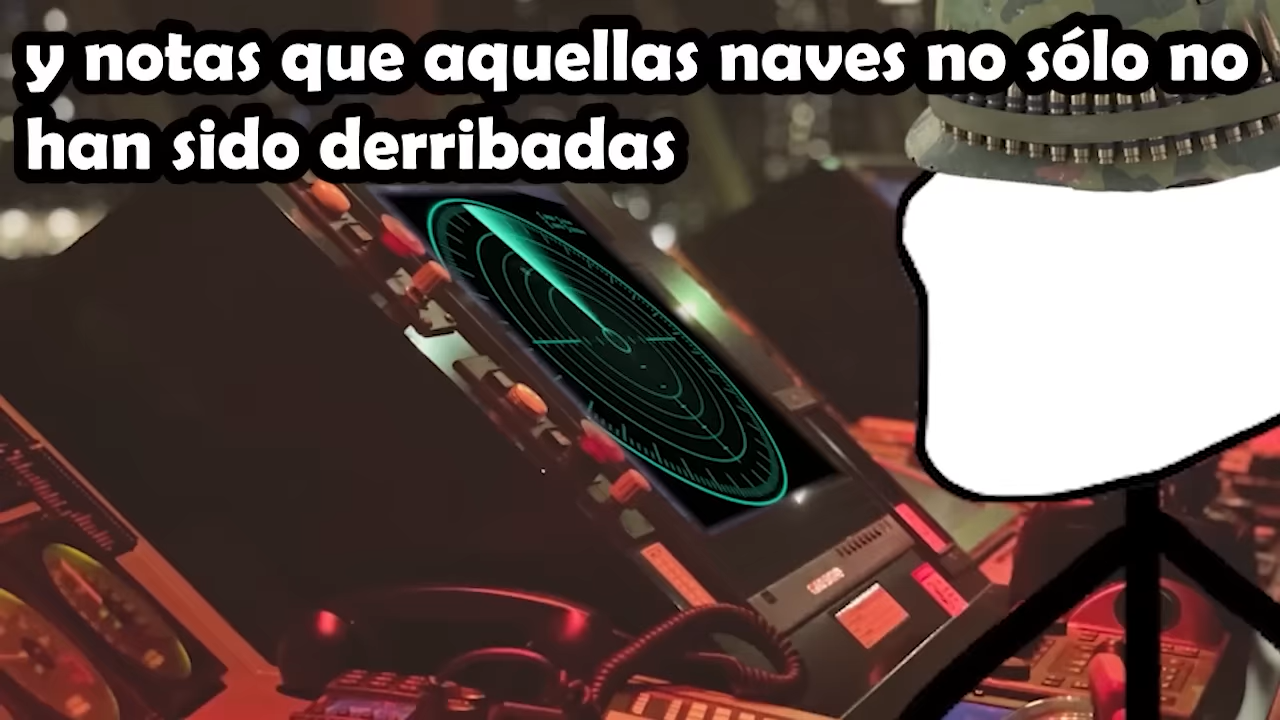 y notas que aquellas naves no sólo no
han sido derribadas